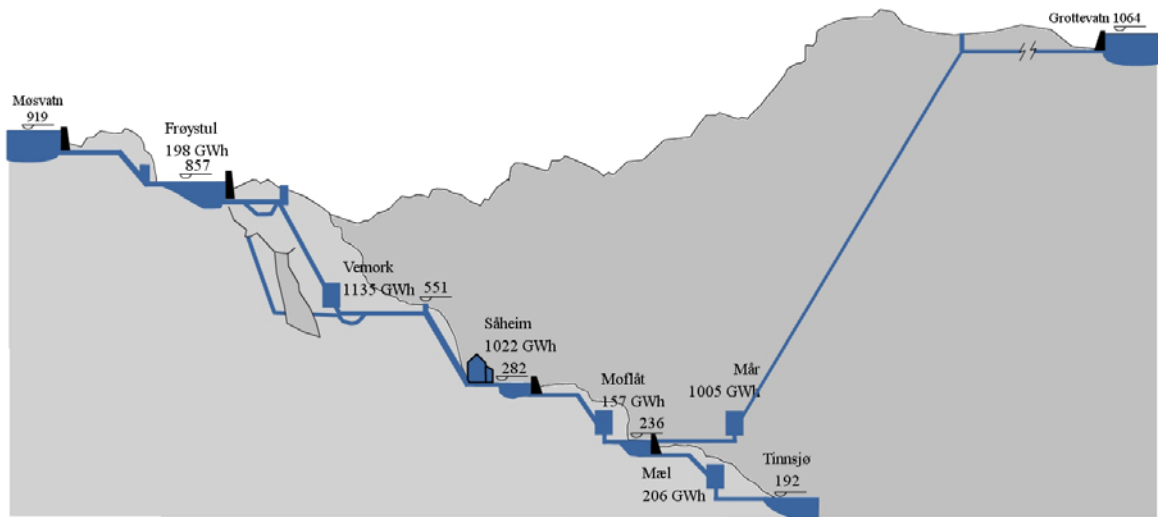 Grottevatn 1064
Møsvatn
919
Frøystul
198 GWh
857
Vemork
1135 GWh
551
Såheim
1022 GWh
282
Moflåt
157 GWh
236
Mår
1005 GWh
Mæl
206 GWh
Tinnsjø
192